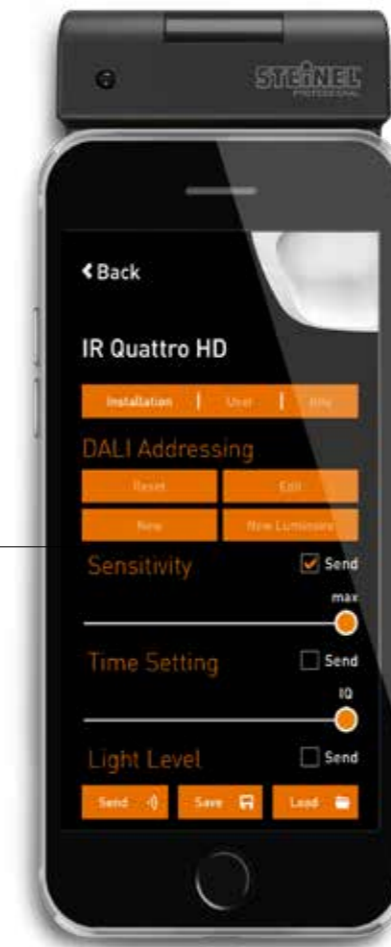 STEINEL
PROFESSIONAL
Back
IR Quattro HD
Installation | User |
DALI Addressing
Reset Edit
New New Luminaire
Sensitivity Send
max
Time Setting Send
IQ
Light Level Send
Send Save Load